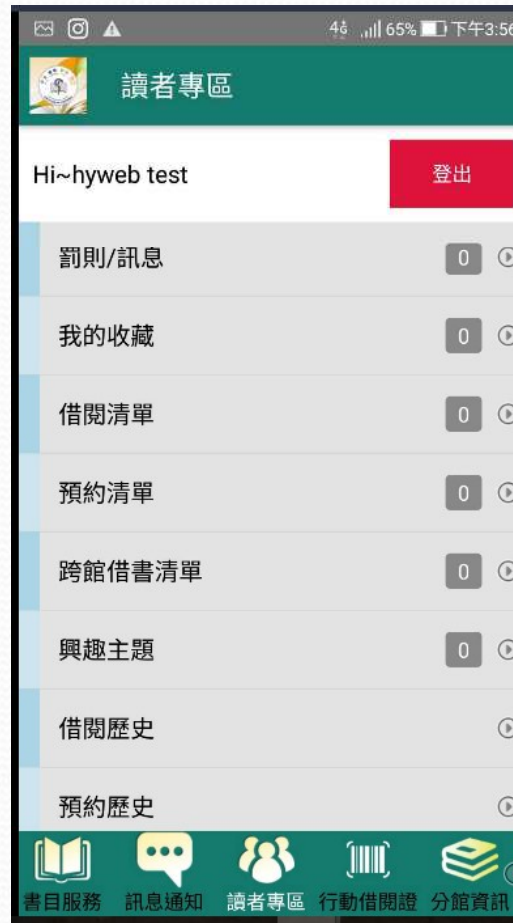 4G 65% 下午3:56
讀者專區
Hi~hyweb test
登出
罰則/訊息 0
我的收藏 0
借閱清單 0
預約清單 0
跨館借書清單 0
興趣主題 0
借閱歷史
預約歷史
書目服務 訊息通知 讀者專區 行動借閱證 分館資訊